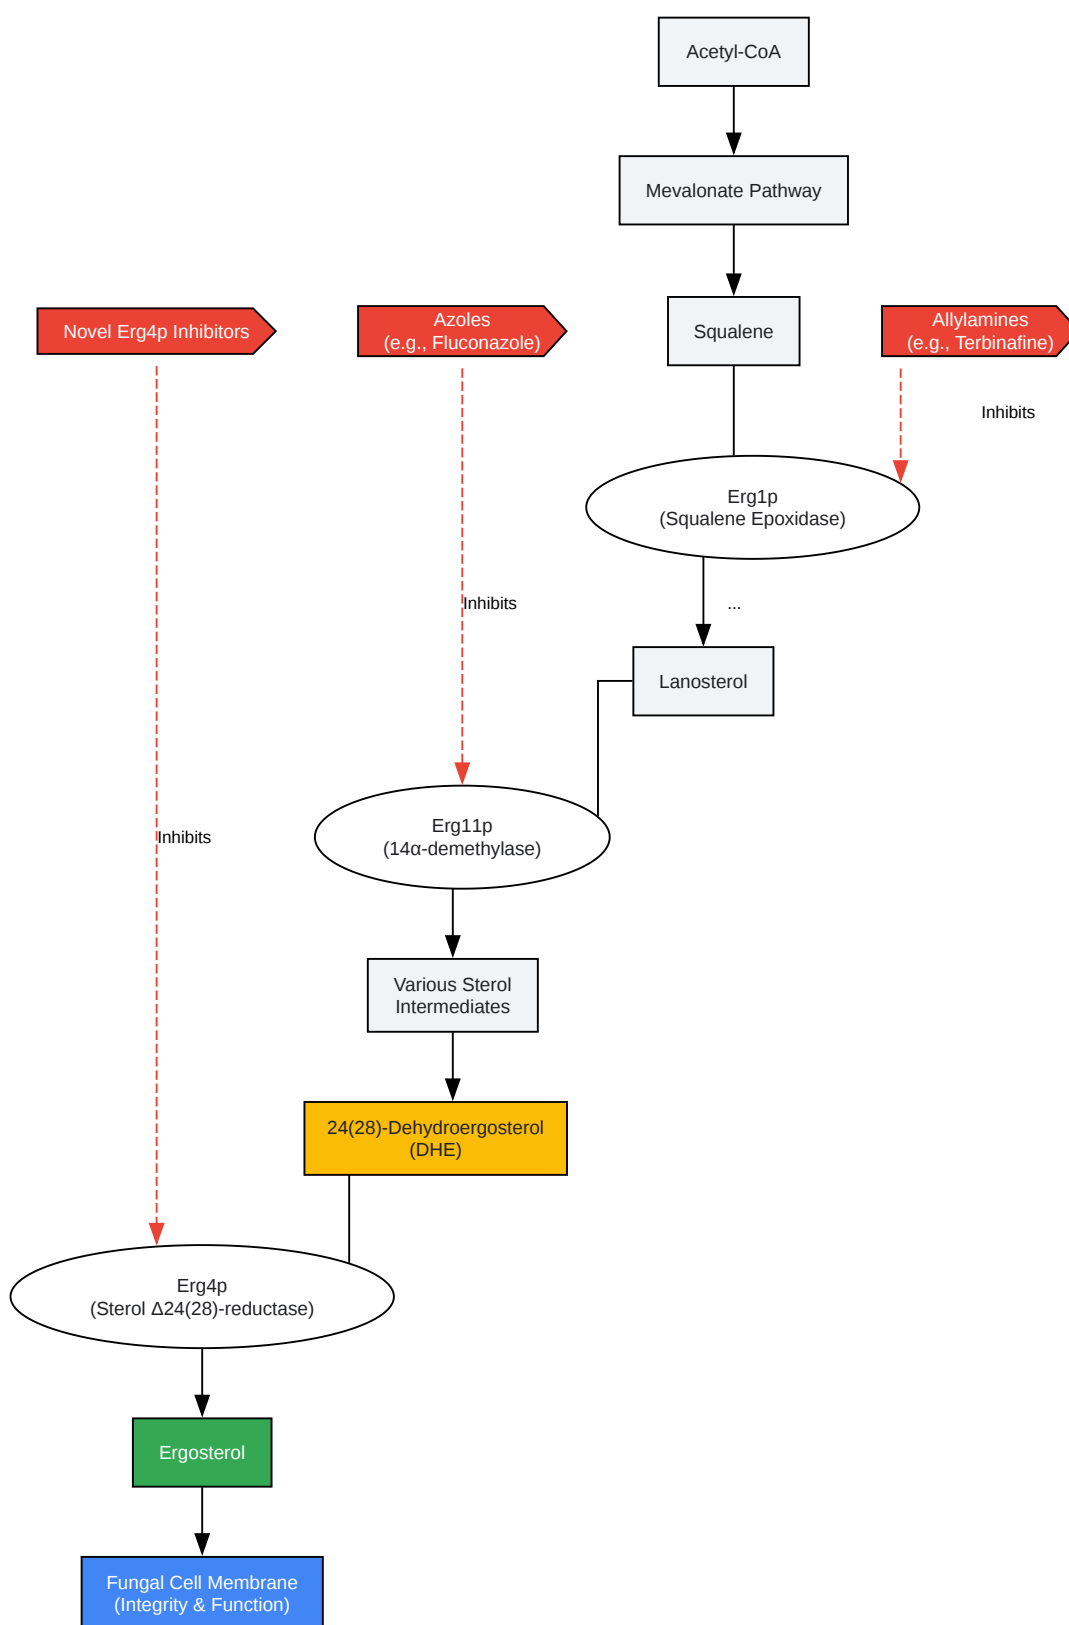 Acetyl-CoA
Mevalonate Pathway
Novel Erg4p Inhibitors
Azoles
(e.g., Fluconazole)
Squalene
Allylamines
(e.g., Terbinafine)
Inhibits
Erg1p
(Squalene Epoxidase)
Inhibits
...
Lanosterol
Inhibits
Erg11p
(14α-demethylase)
Various Sterol
Intermediates
24(28)-Dehydroergosterol
(DHE)
Erg4p
(Sterol Δ24(28)-reductase)
Ergosterol
Fungal Cell Membrane
(Integrity & Function)